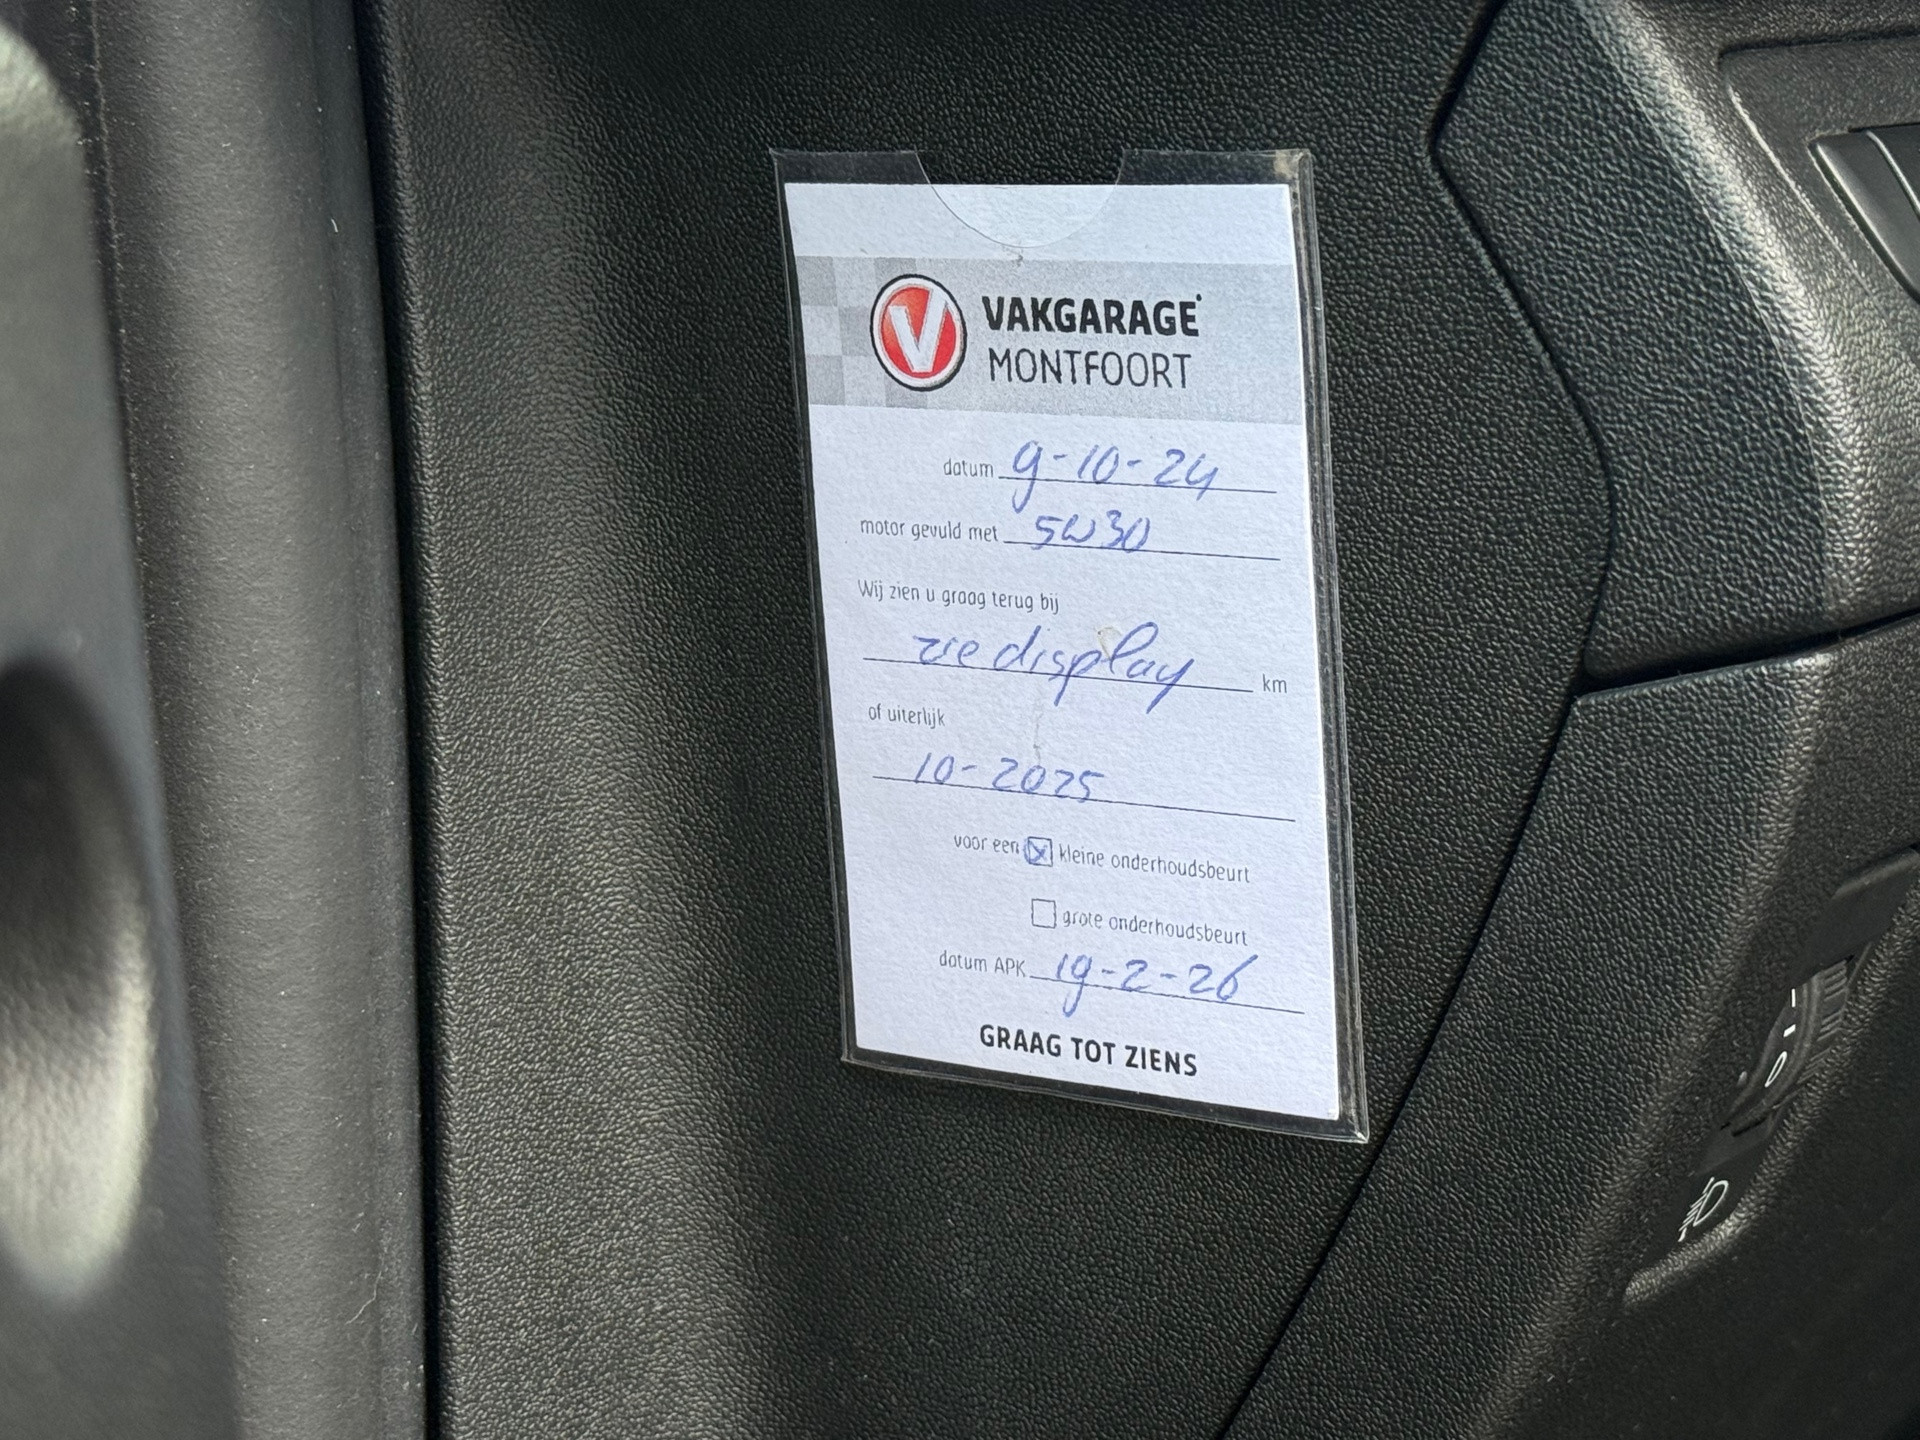 V VAKGARAGE
MONTFOORT
datum 9-10-24
motor gevuld met 5W30
Wij zien u graag terug bij
zie display km
of uiterlijk
10-2025
voor een ☒ kleine onderhoudsbeurt
☐ grote onderhoudsbeurt
datum APK 19-2-26
GRAAG TOT ZIENS
0